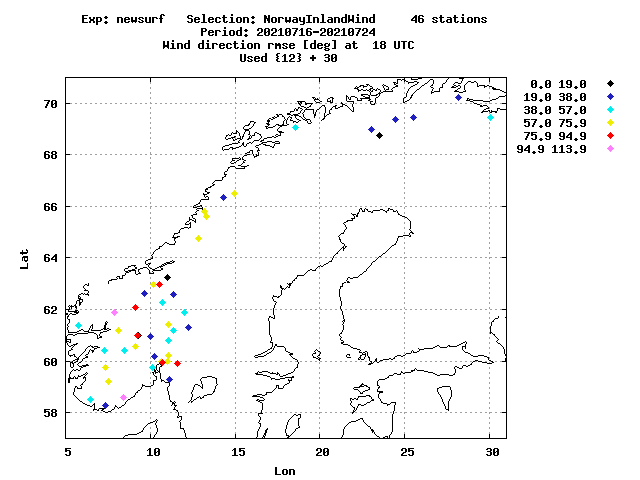 Exp: newsurf   Selection: NorwayInlandWind     46 stations
Period: 20210716-20210724
Wind direction rmse [deg] at  18 UTC
Used {12} + 30
0.0 19.0
19.0 38.0
38.0 57.0
57.0 75.9
75.9 94.9
94.9 113.9
70
68
66
64
62
60
58
Lat
5 10 15 20 25 30
Lon